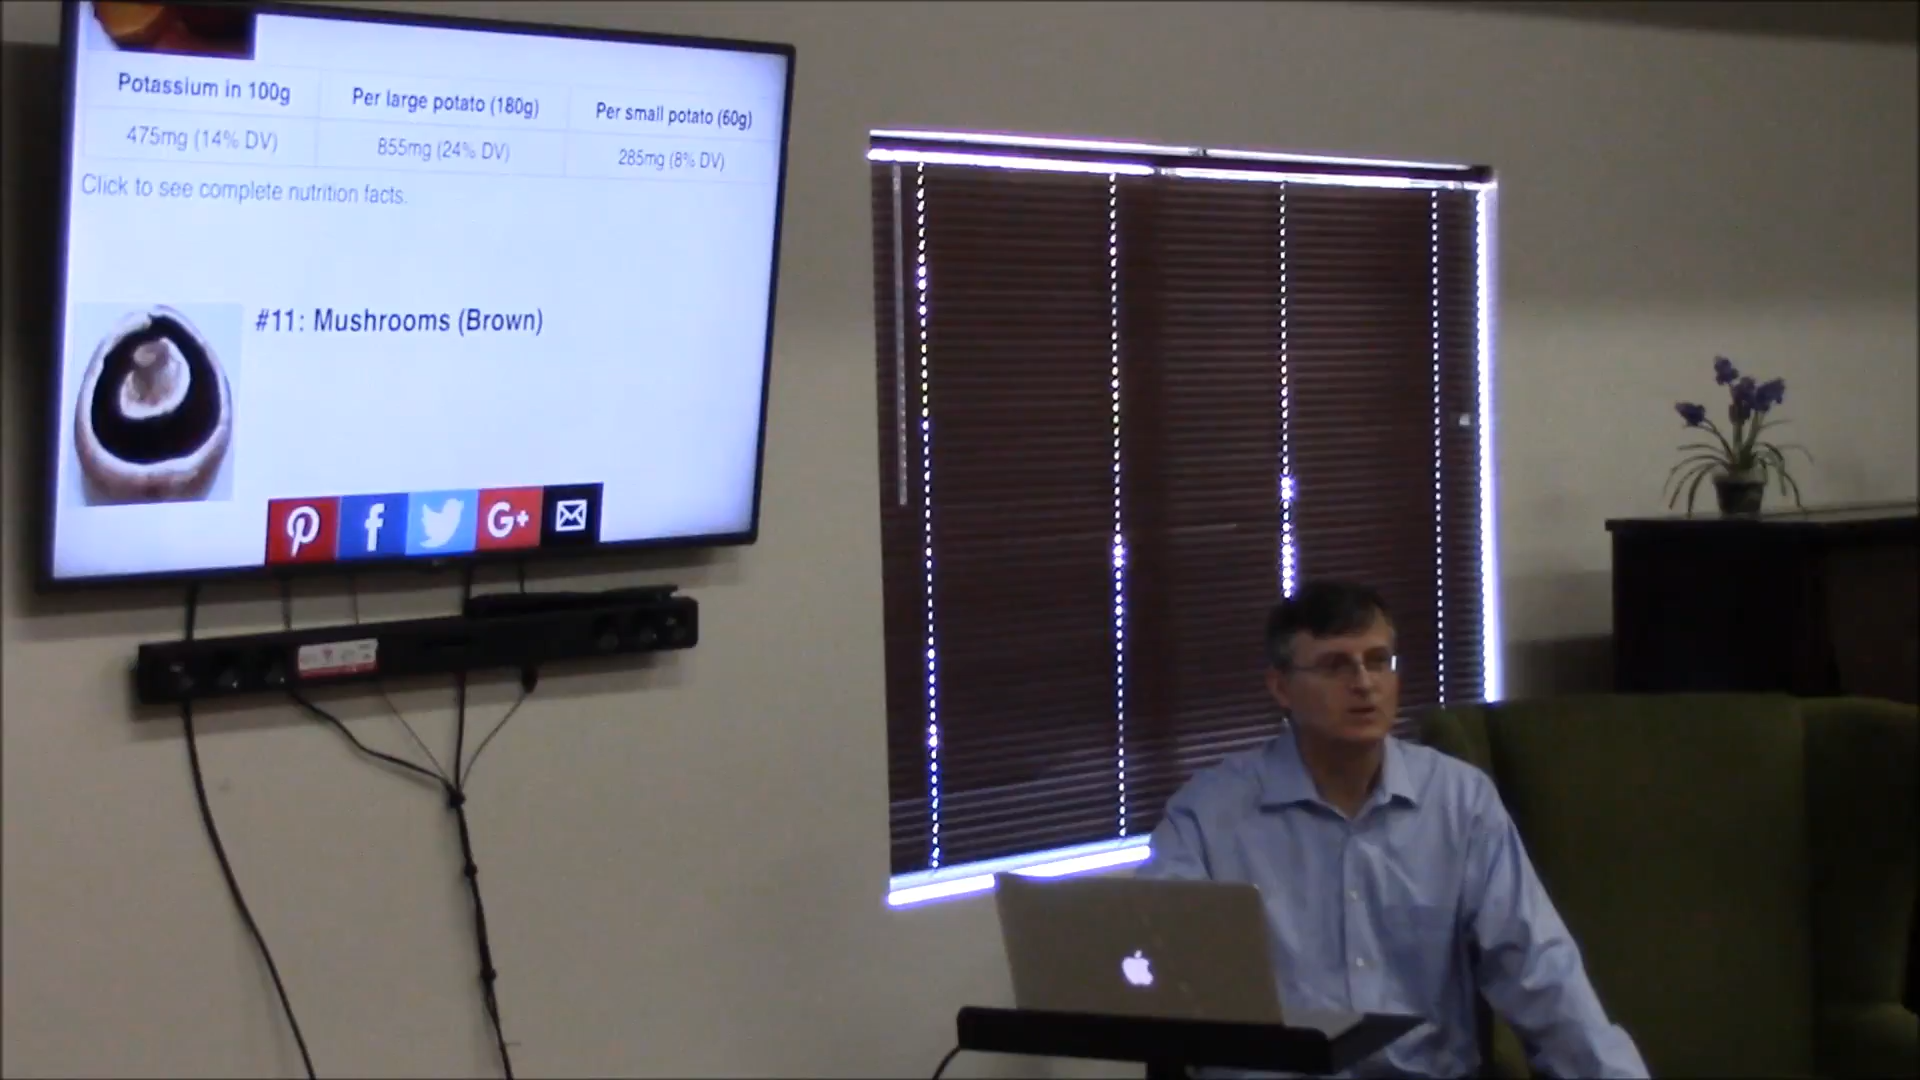 Potassium in 100g Per large potato (180g) Per small potato (60g)
475mg (14% DV) 855mg (24% DV) 285mg (8% DV)
Click to see complete nutrition facts.
#11: Mushrooms (Brown)
G+